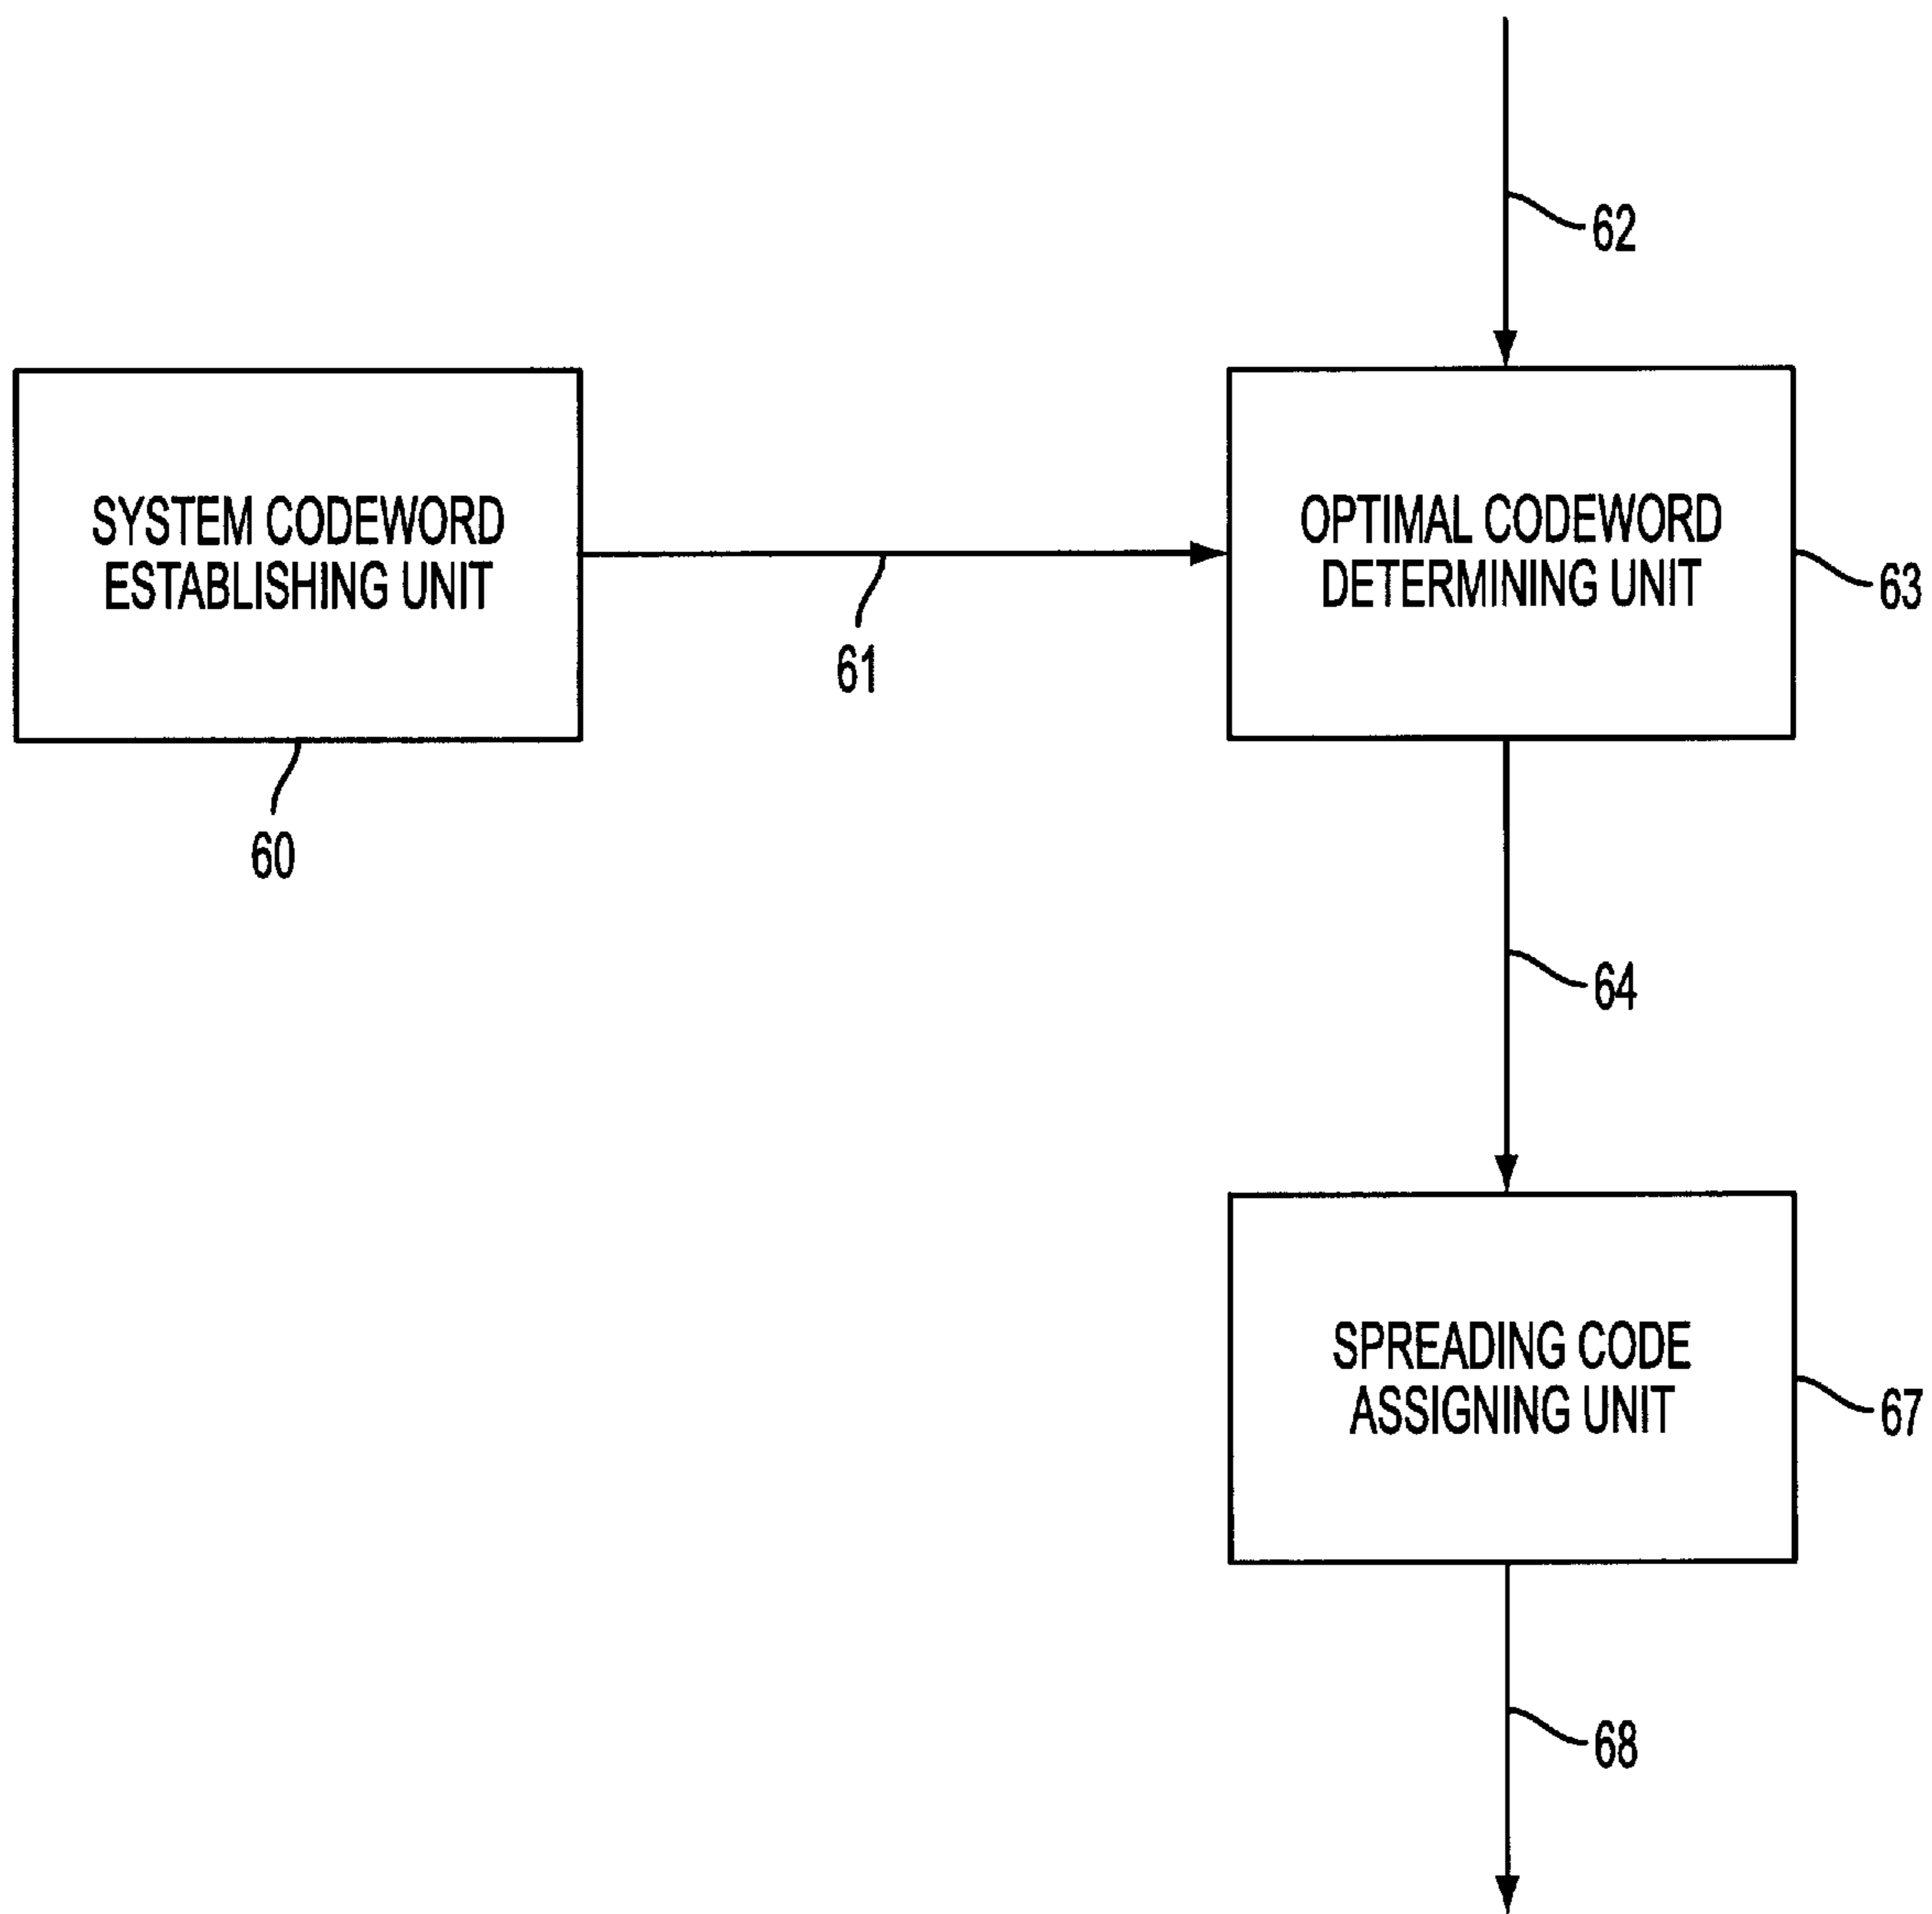 62
SYSTEM CODEWORD
ESTABLISHING UNIT
OPTIMAL CODEWORD
DETERMINING UNIT
63
61
60
64
SPREADING CODE
ASSIGNING UNIT
67
68